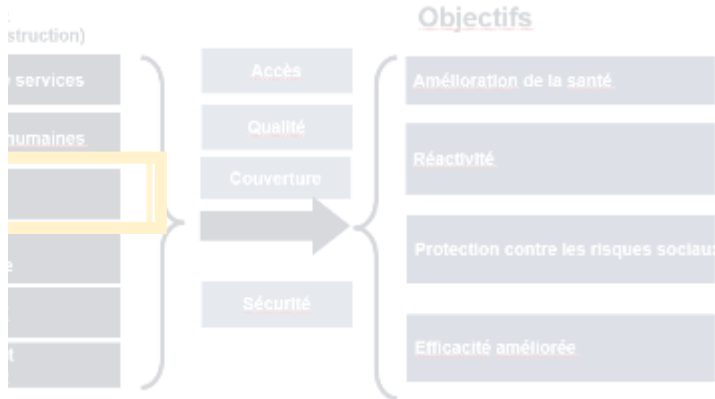 Objectifs
struction)
services
humaines
Accès
Qualité
Couverture
Sécurité
Amélioration de la santé
Réactivité
Protection contre les risques sociaux
Efficacité améliorée